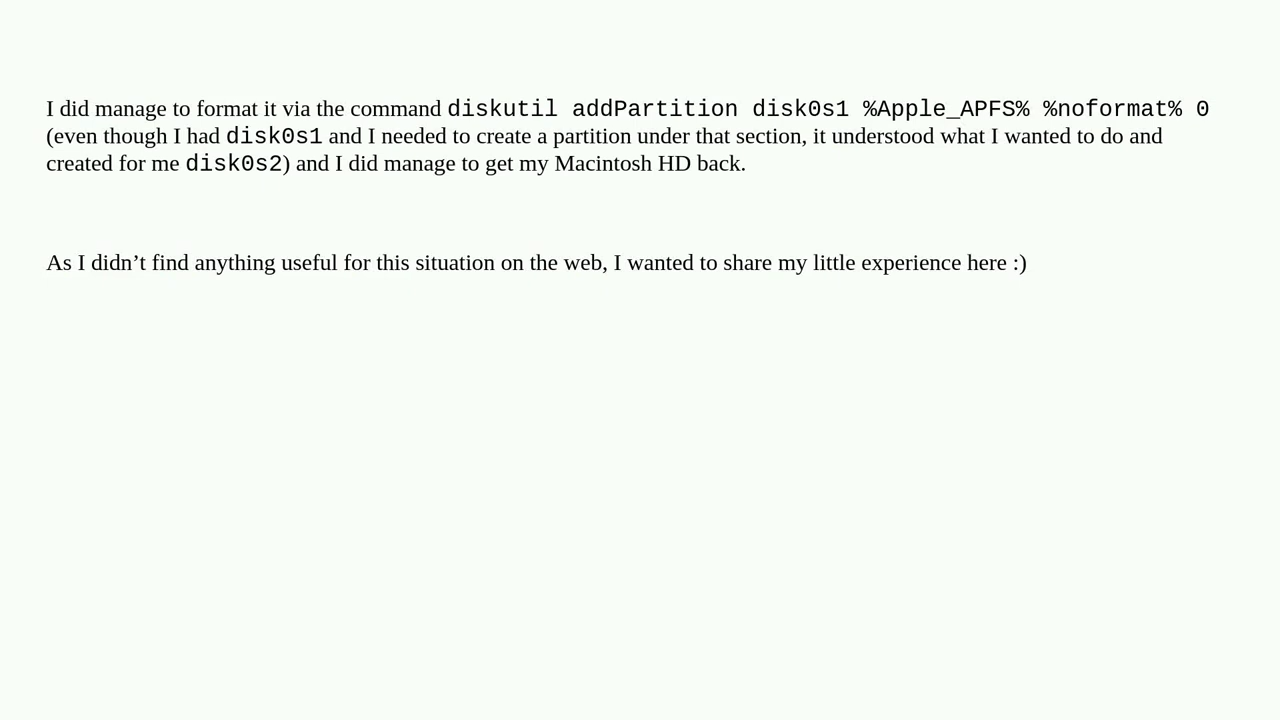 I did manage to format it via the command diskutil addPartition disk0s1 %Apple_APFS% %noformat% 0
(even though I had disk0s1 and I needed to create a partition under that section, it understood what I wanted to do and
created for me disk0s2) and I did manage to get my Macintosh HD back.
As I didn’t find anything useful for this situation on the web, I wanted to share my little experience here :)